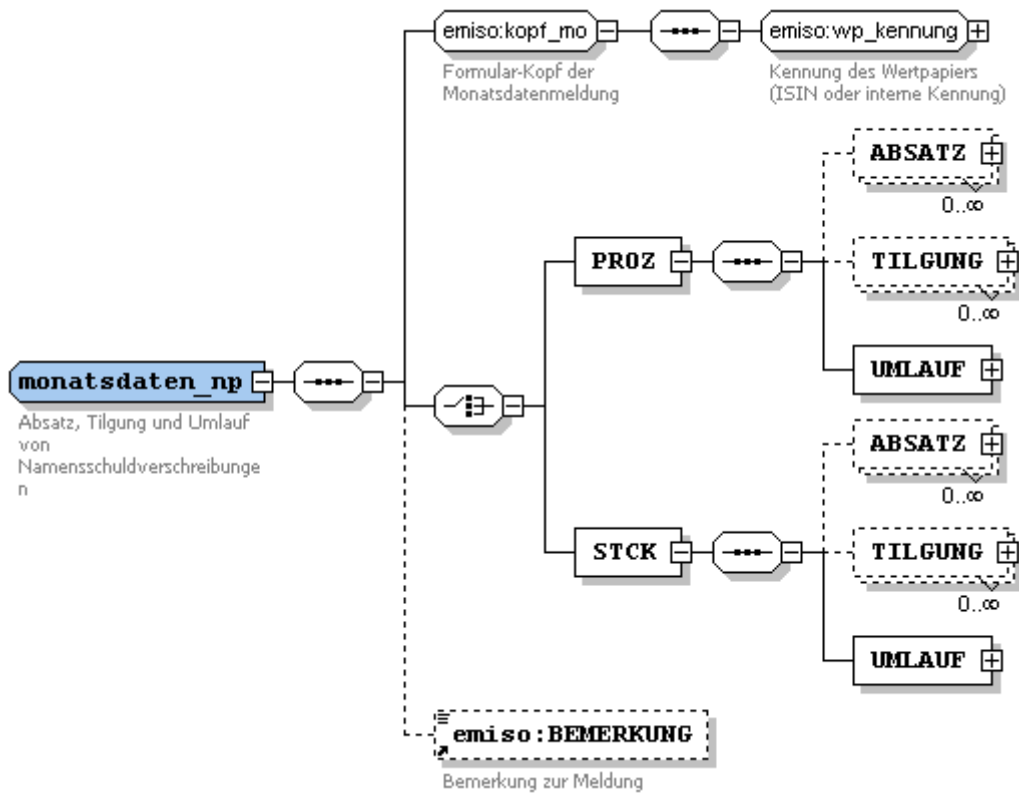 emiso:kopf_mo
emiso:wp_kennung
Formular-Kopf der
Monatsdatenmeldung
Kennung des Wertpapiers
(ISIN oder interne Kennung)
ABSATZ
0..∞
PROZ
TILGUNG
0..∞
UMLAUF
monatsdaten_np
Absatz, Tilgung und Umlauf
von
Namensschuldverschreibunge
n
ABSATZ
0..∞
STCK
TILGUNG
0..∞
UMLAUF
emiso:BEMERKUNG
Bemerkung zur Meldung